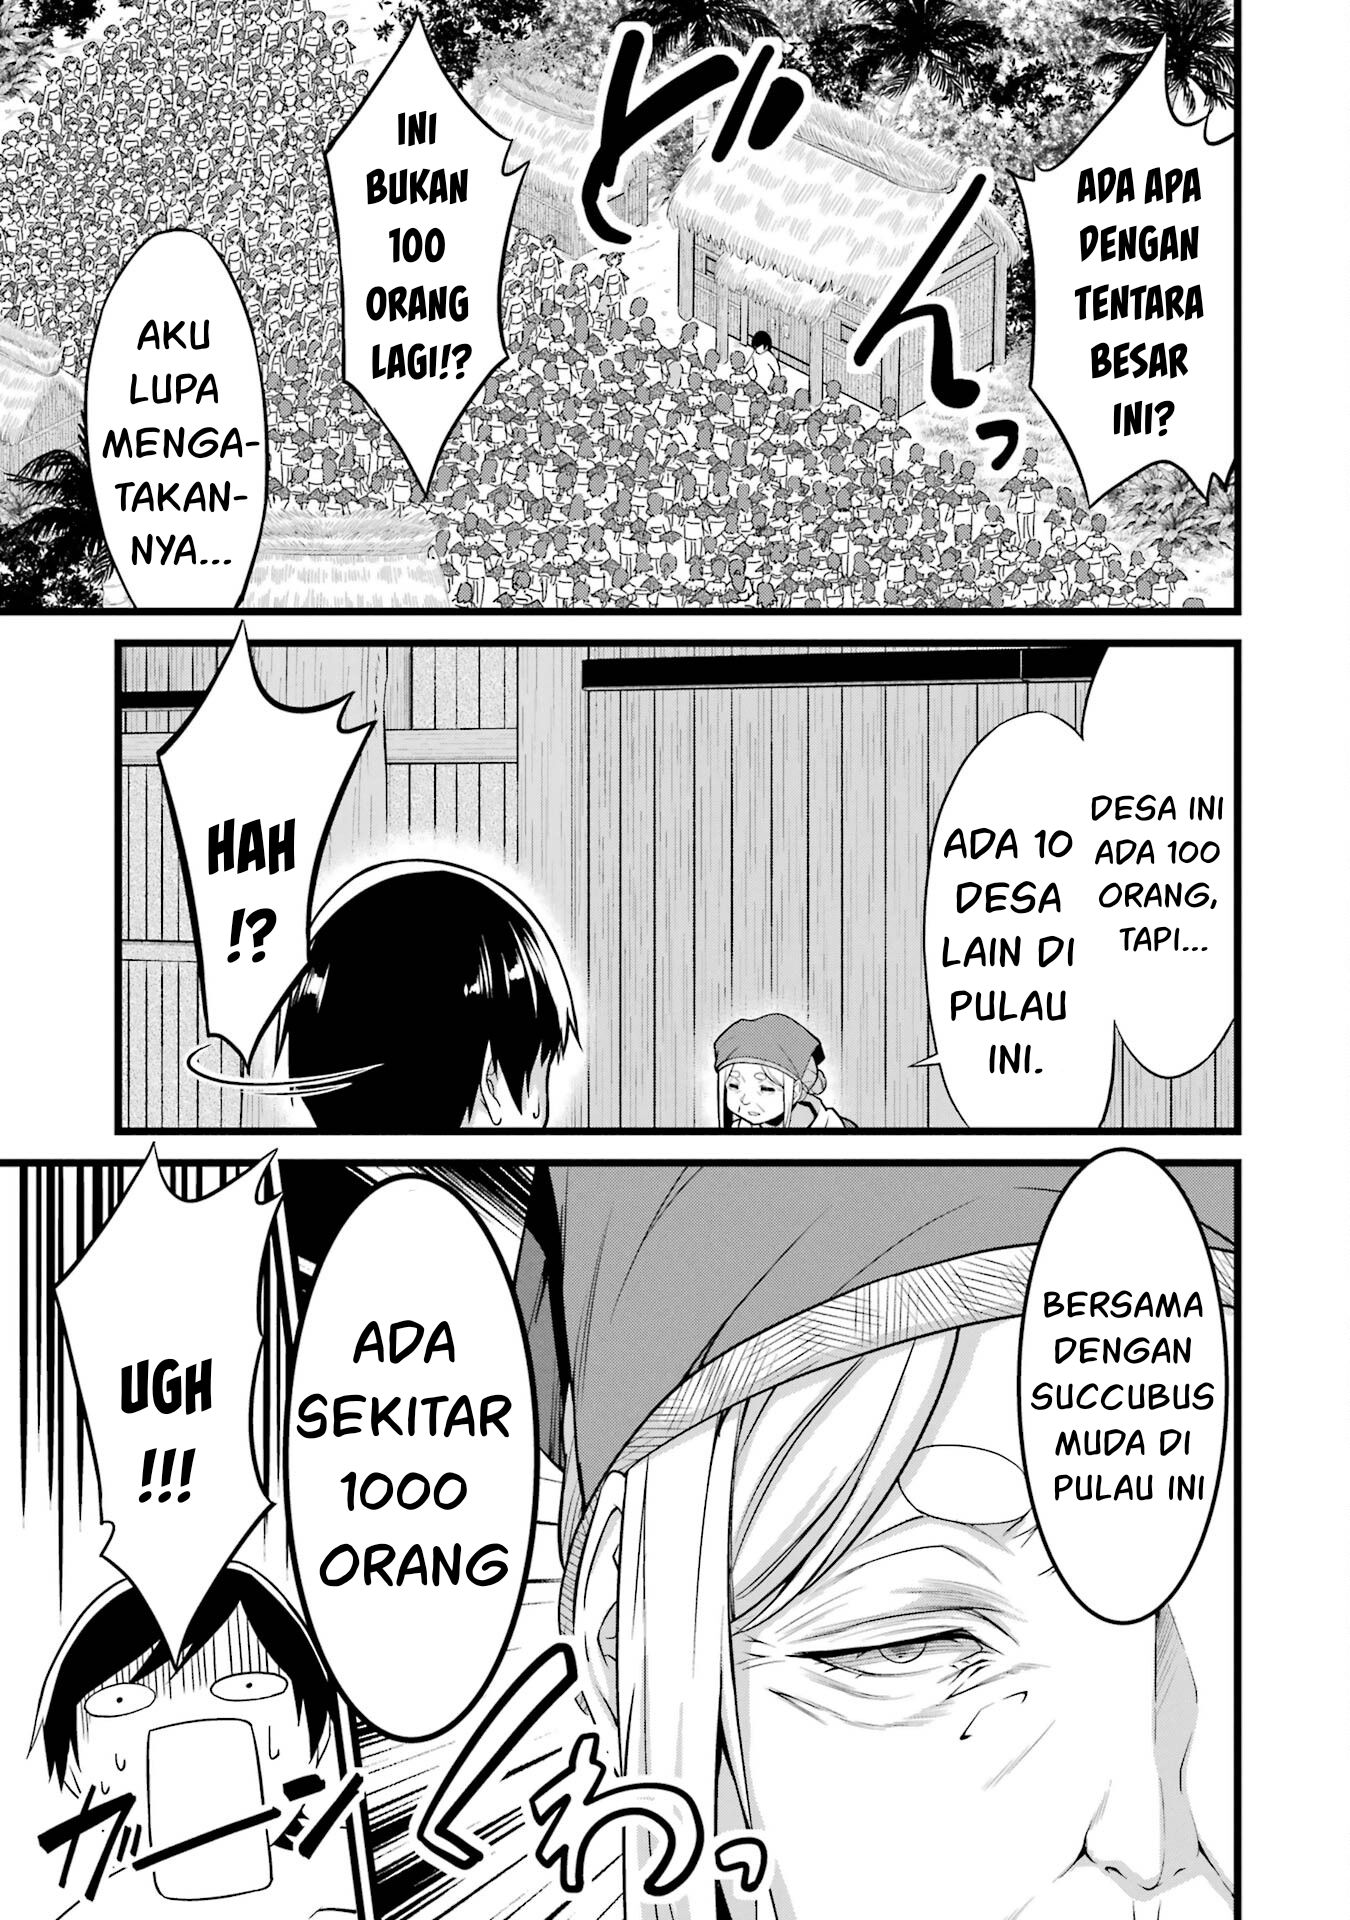 ADA APA
DENGAN
TENTARA
BESAR
INI?
INI
BUKAN
100
ORANG
LAGI!?
どどんっ
AKU
LUPA
MENGA-
TAKAN-
NYA...
DESA INI
ADA 100
ORANG,
TAPI...
ADA 10
DESA
LAIN DI
PULAU
INI.
HAH
!?
BERSAMA
DENGAN
SUCCUBUS
MUDA DI
PULAU INI
ADA
SEKITAR
1000
ORANG
じわっ
UGH
!!!
ガーン